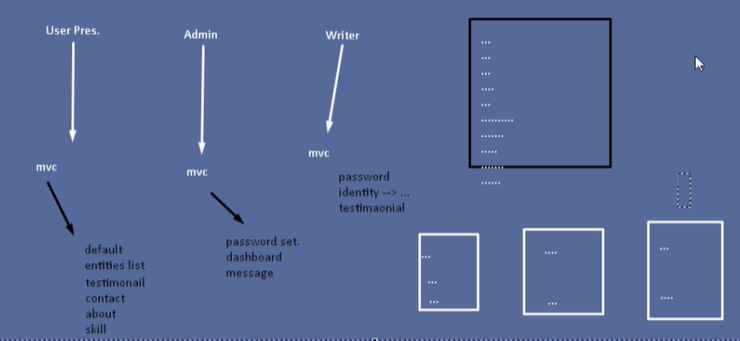 User Pres.
Admin
Writer
mvc
mvc
mvc
password
identity --> ...
testimaonial
default
entities list
testimonail
contact
about
skill
password set.
dashboard
message
...
...
...
....
...
..........
.......
.....
.......
......
...
...
...
....
...
...
....